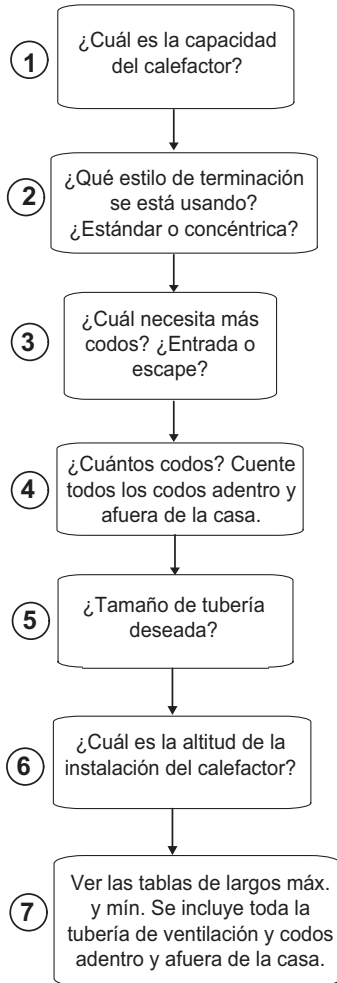 1
¿Cuál es la capacidad
del calefactor?
2
¿Qué estilo de terminación
se está usando?
¿Estándar o concéntrica?
3
¿Cuál necesita más
codos? ¿Entrada o
escape?
4
¿Cuántos codos? Cuente
todos los codos adentro y
afuera de la casa.
5
¿Tamaño de tubería
deseada?
6
¿Cuál es la altitud de la
instalación del calefactor?
7
Ver las tablas de largos máx.
y mín. Se incluye toda la
tubería de ventilación y codos
adentro y afuera de la casa.